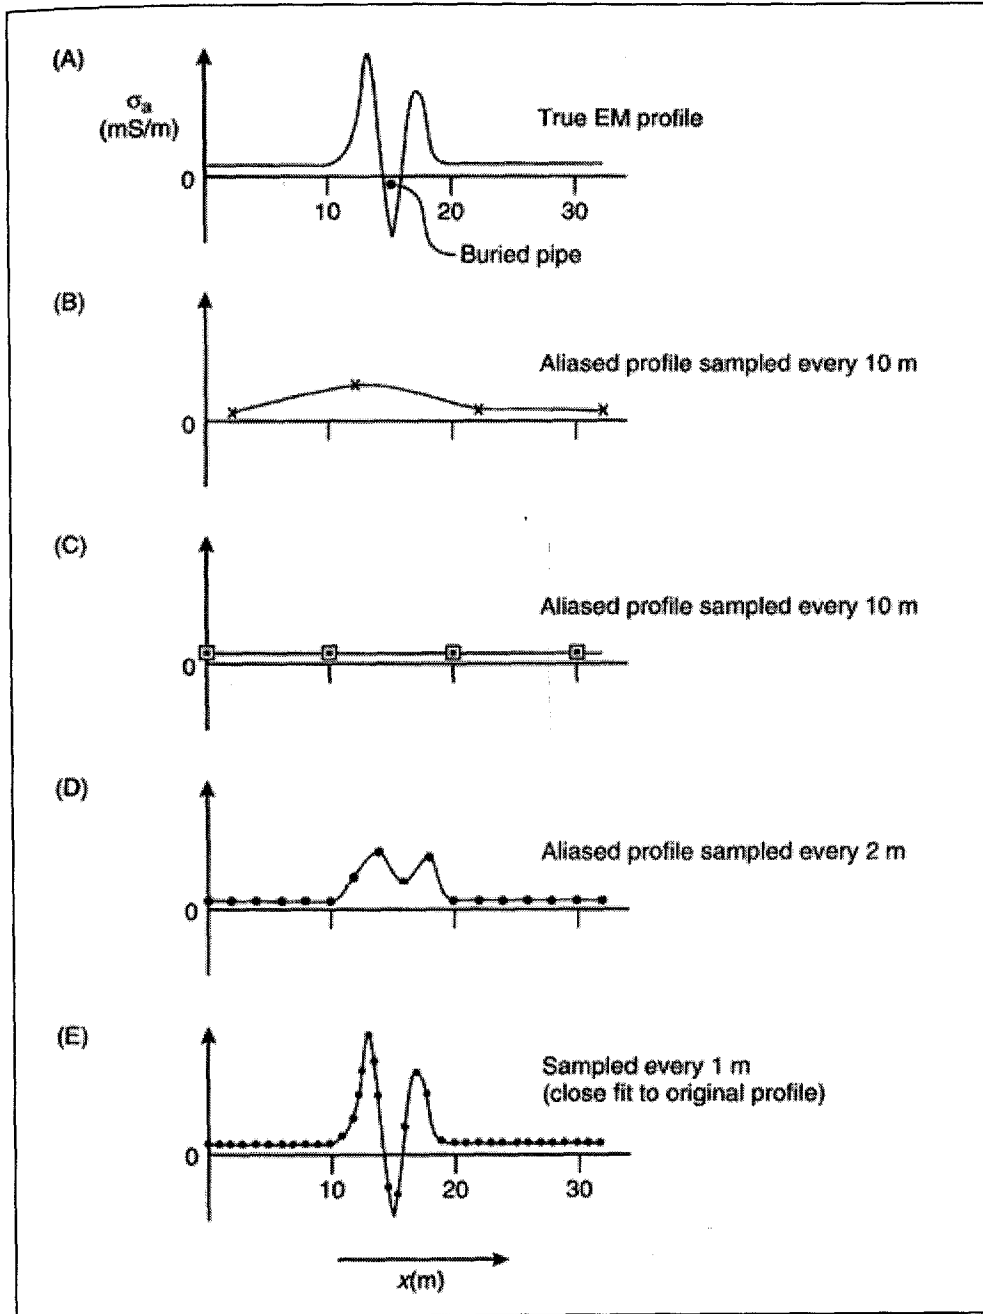 (A)
σa
(mS/m)
True EM profile
0
10 20 30
Buried pipe
(B)
Aliased profile sampled every 10 m
0
(C)
Aliased profile sampled every 10 m
0
(D)
Aliased profile sampled every 2 m
0
(E)
Sampled every 1 m
(close fit to original profile)
0
10 20 30
x(m)